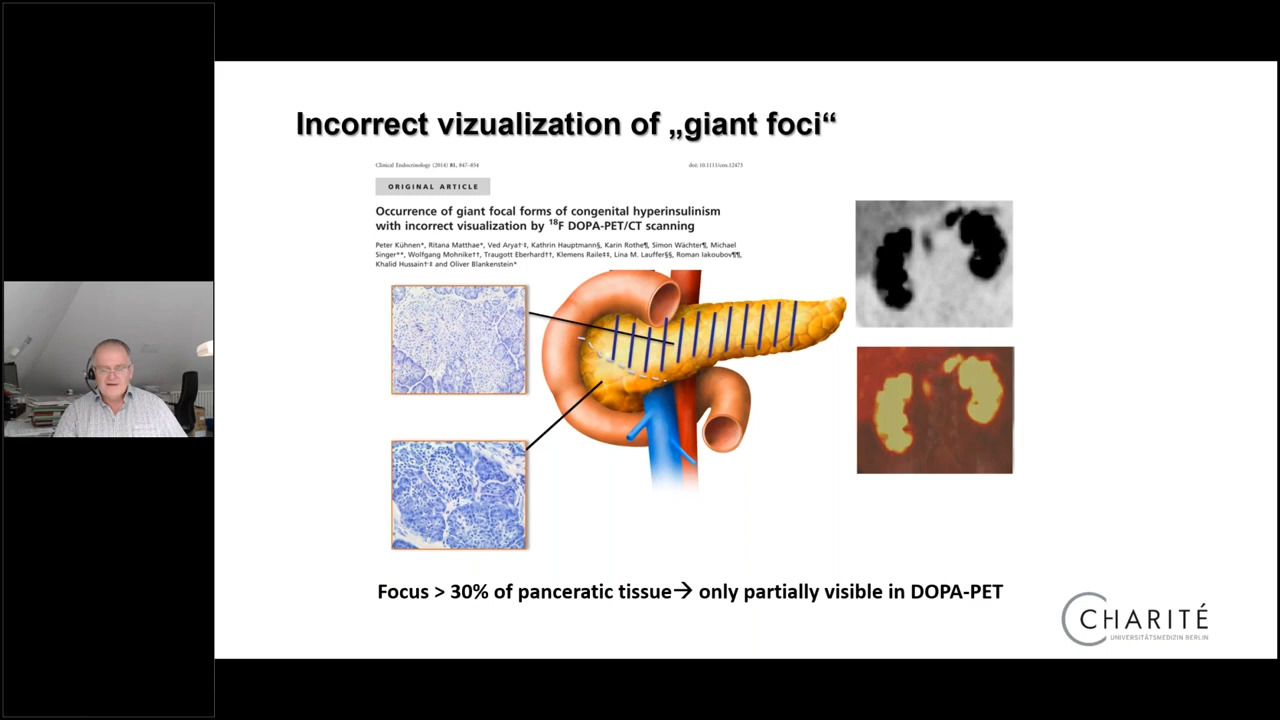 Incorrect vizualization of „giant foci“
Clinical Endocrinology (2014) 81, 847–854
doi: 10.1111/cen.12473
ORIGINAL ARTICLE
Occurrence of giant focal forms of congenital hyperinsulinism
with incorrect visualization by 18F DOPA-PET/CT scanning
Peter Kühnen*, Ritana Matthae*, Ved Arya†‡, Kathrin Hauptmann§, Karin Rothe¶, Simon Wächter¶, Michael
Singer**, Wolfgang Mohnike††, Traugott Eberhard††, Klemens Raile‡‡, Lina M. Lauffer§§, Roman Iakoubov¶¶,
Khalid Hussain†‡ and Oliver Blankenstein*
Focus > 30% of panceratic tissue→ only partially visible in DOPA-PET
CHARITÉ
UNIVERSITÄTSMEDIZIN BERLIN